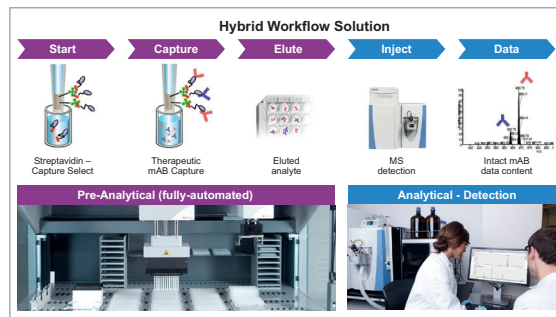 Hybrid Workflow Solution
Start
Capture
Elute
Inject
Data
Streptavidin –
Capture Select
Therapeutic
mAB Capture
Eluted
analyte
MS
detection
Intact mAB
data content
Pre-Analytical (fully-automated)
Analytical - Detection